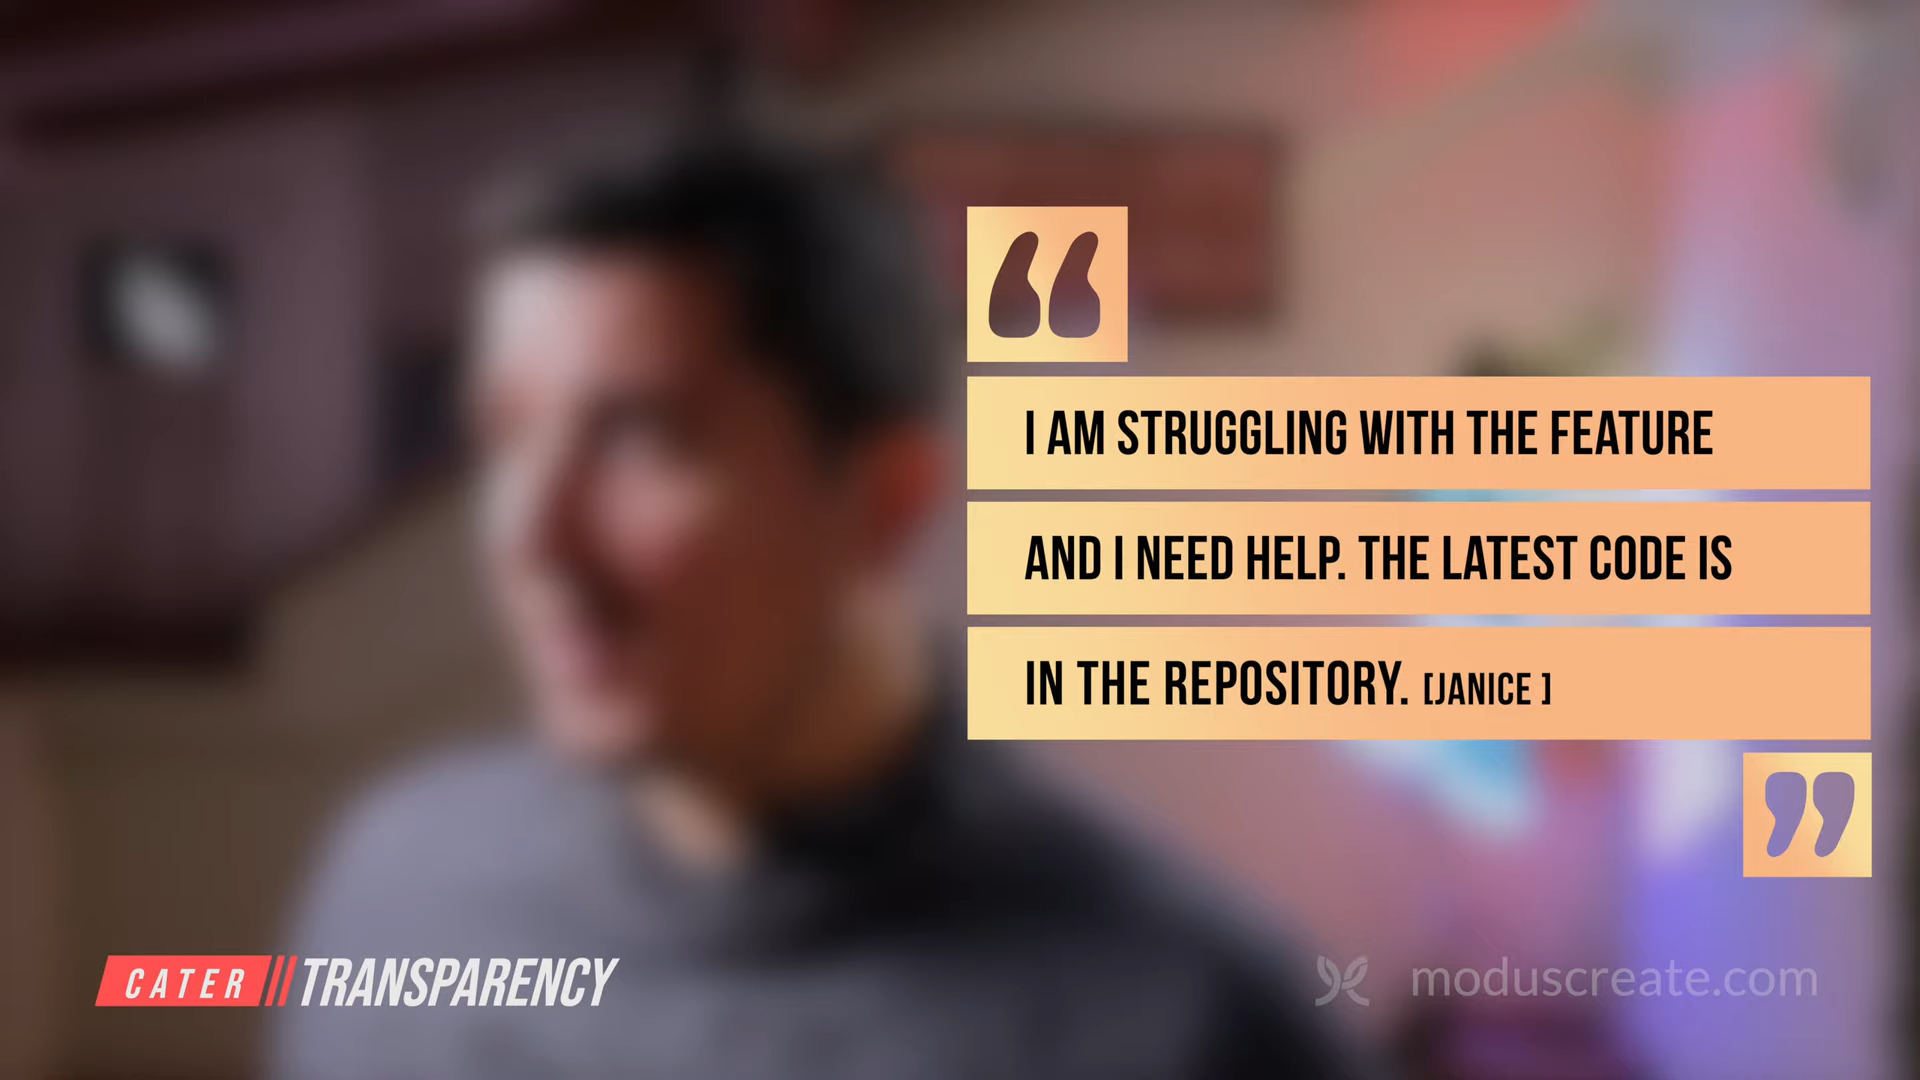 “
I AM STRUGGLING WITH THE FEATURE
AND I NEED HELP. THE LATEST CODE IS
IN THE REPOSITORY. [JANICE ]
”
CATER//TRANSPARENCY
moduscreate.com